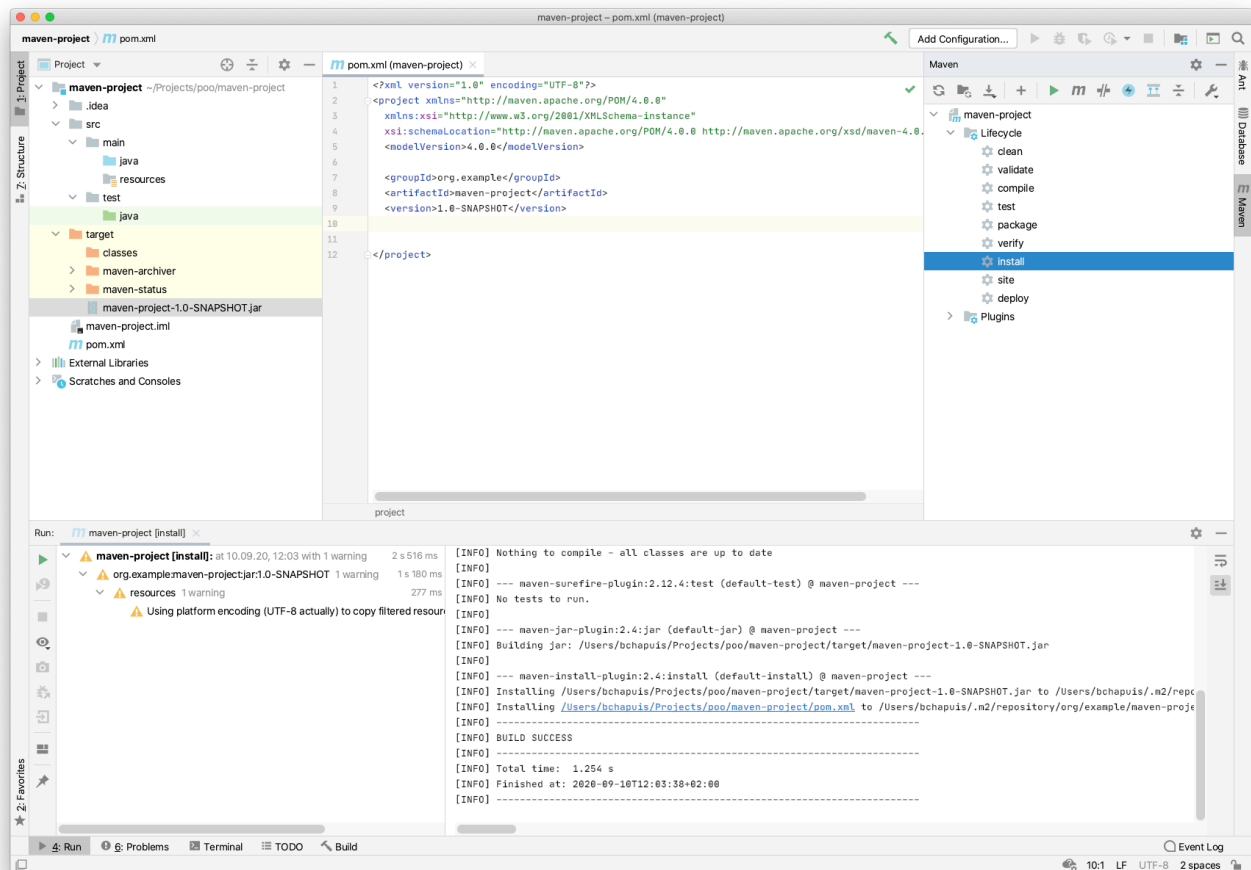 maven-project – pom.xml (maven-project)
maven-project
m pom.xml
Add Configuration...
1: Project
7: Structure
2: Favorites
Project
maven-project ~/Projects/poo/maven-project
.idea
src
main
java
resources
test
java
target
classes
maven-archiver
maven-status
maven-project-1.0-SNAPSHOT.jar
maven-project.iml
m pom.xml
External Libraries
Scratches and Consoles
m pom.xml (maven-project)
1 <?xml version="1.0" encoding="UTF-8"?>
2 <project xmlns="http://maven.apache.org/POM/4.0.0"
3 xmlns:xsi="http://www.w3.org/2001/XMLSchema-instance"
4 xsi:schemaLocation="http://maven.apache.org/POM/4.0.0 http://maven.apache.org/xsd/maven-4.0.
5 <modelVersion>4.0.0</modelVersion>
6
7 <groupId>org.example</groupId>
8 <artifactId>maven-project</artifactId>
9 <version>1.0-SNAPSHOT</version>
10
11
12 </project>
project
Maven
m
maven-project
Lifecycle
clean
validate
compile
test
package
verify
install
site
deploy
Plugins
Ant
Database
m Maven
Run:
m maven-project [install]
maven-project [install]: at 10.09.20, 12:03 with 1 warning 2 s 516 ms
org.example:maven-project:jar:1.0-SNAPSHOT 1 warning 1 s 180 ms
resources 1 warning 277 ms
Using platform encoding (UTF-8 actually) to copy filtered resour
[INFO] Nothing to compile - all classes are up to date
[INFO]
[INFO] --- maven-surefire-plugin:2.12.4:test (default-test) @ maven-project ---
[INFO] No tests to run.
[INFO]
[INFO] --- maven-jar-plugin:2.4:jar (default-jar) @ maven-project ---
[INFO] Building jar: /Users/bchapuis/Projects/poo/maven-project/target/maven-project-1.0-SNAPSHOT.jar
[INFO]
[INFO] --- maven-install-plugin:2.4:install (default-install) @ maven-project ---
[INFO] Installing /Users/bchapuis/Projects/poo/maven-project/target/maven-project-1.0-SNAPSHOT.jar to /Users/bchapuis/.m2/repo
[INFO] Installing /Users/bchapuis/Projects/poo/maven-project/pom.xml to /Users/bchapuis/.m2/repository/org/example/maven-proje
[INFO] ------------------------------------------------------------------------
[INFO] BUILD SUCCESS
[INFO] ------------------------------------------------------------------------
[INFO] Total time:  1.254 s
[INFO] Finished at: 2020-09-10T12:03:38+02:00
[INFO] ------------------------------------------------------------------------
4: Run
6: Problems
Terminal
TODO
Build
Event Log
10:1 LF UTF-8 2 spaces